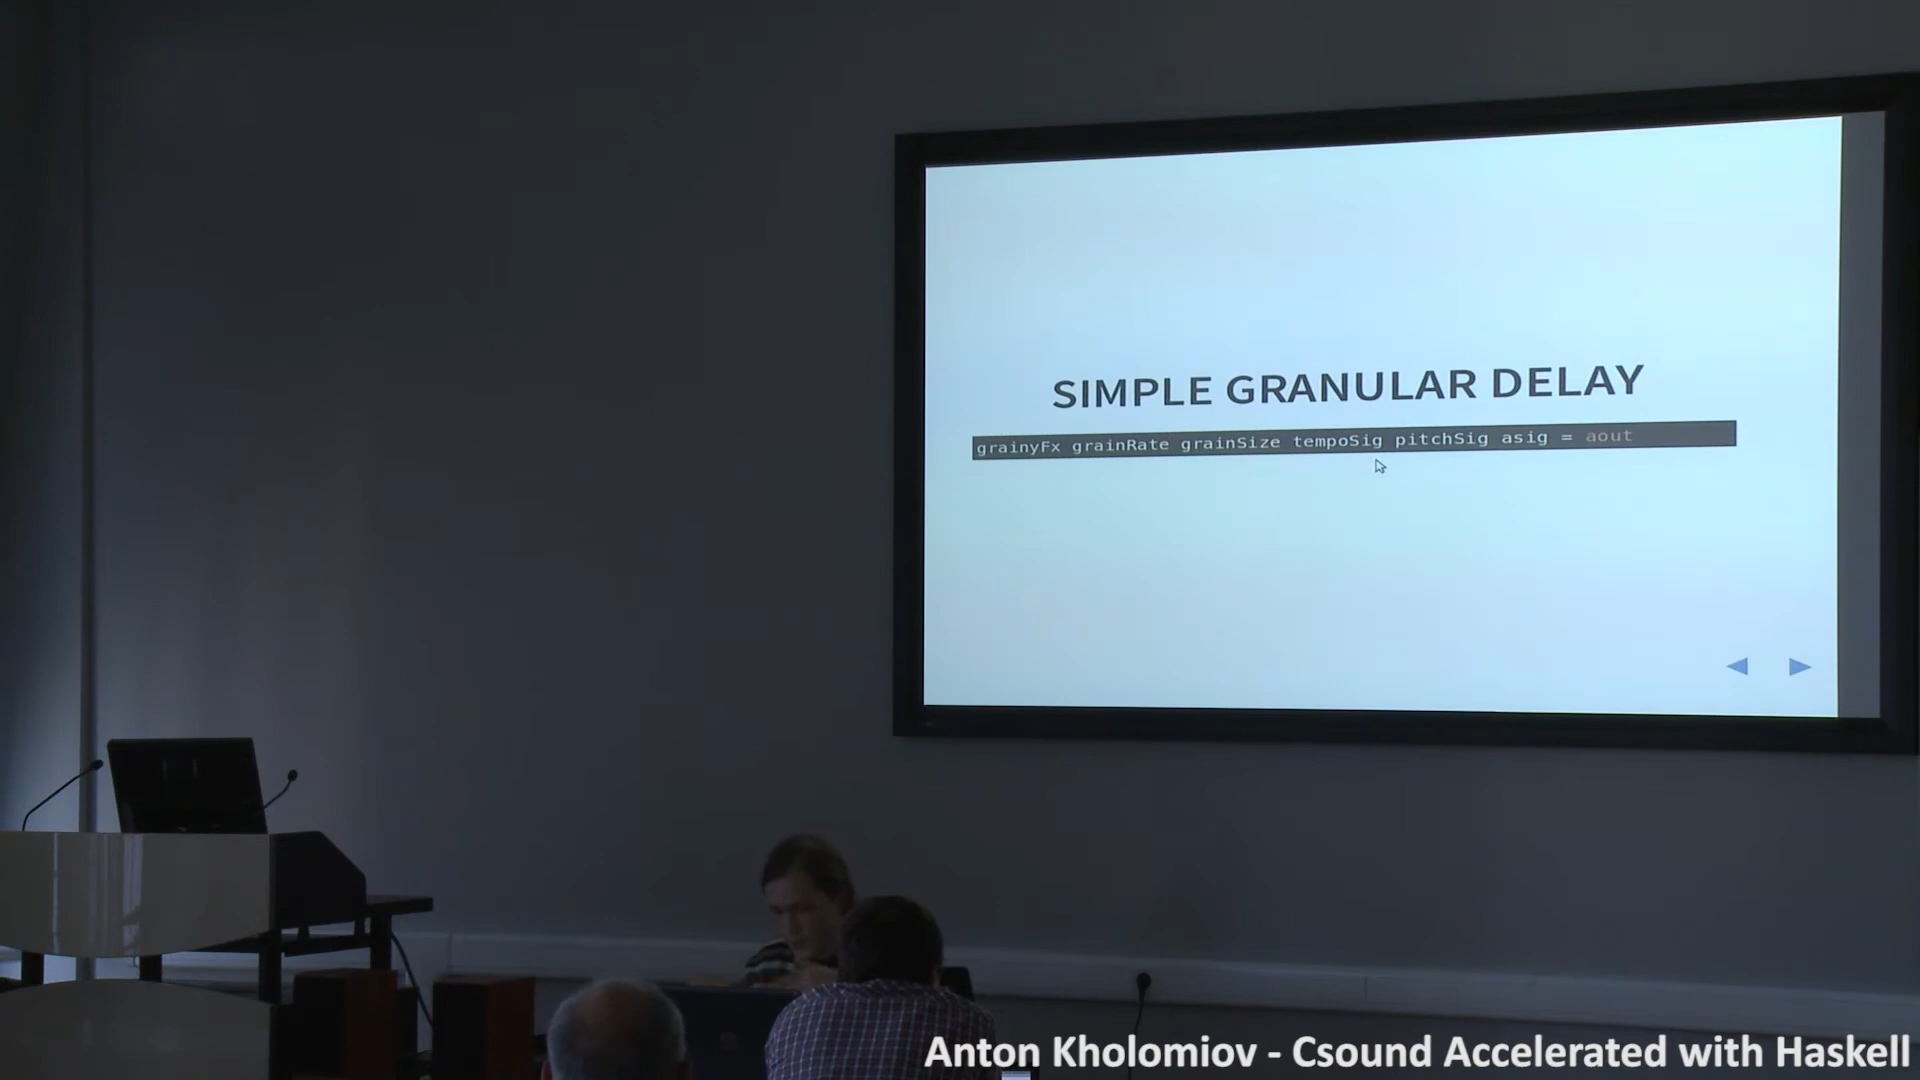 SIMPLE GRANULAR DELAY
grainyFx grainRate grainSize tempoSig pitchSig asig = aout
Anton Kholomiov - Csound Accelerated with Haskell